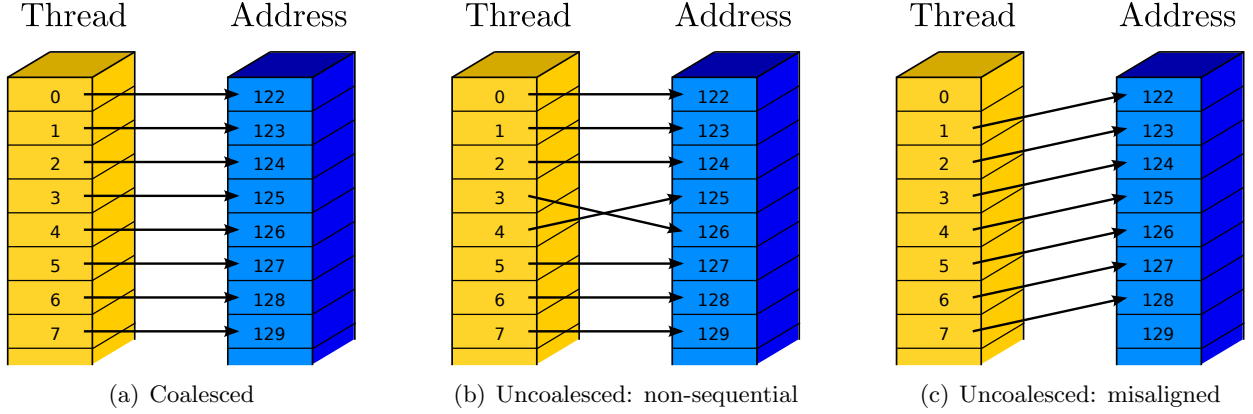 Thread Address Thread Address Thread Address
0 122 0 122 0 122
1 123 1 123 1 123
2 124 2 124 2 124
3 125 3 125 3 125
4 126 4 126 4 126
5 127 5 127 5 127
6 128 6 128 6 128
7 129 7 129 7 129
(a) Coalesced (b) Uncoalesced: non-sequential (c) Uncoalesced: misaligned